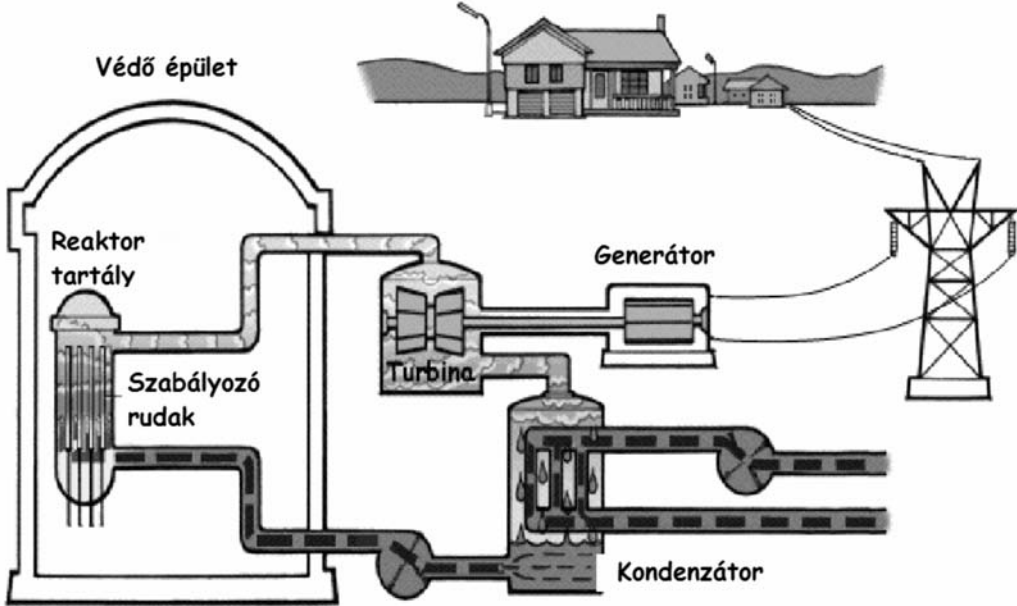 Védő épület
Reaktor
tartály
Szabályozó
rudak
Turbina
Generátor
Kondenzátor